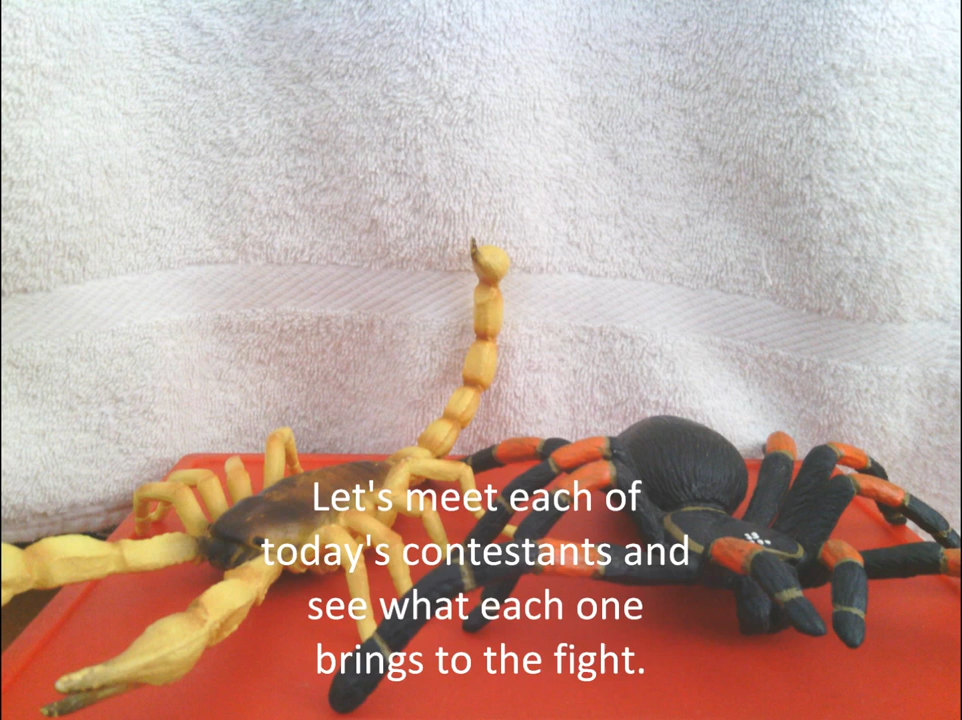 Let's meet each of
today's contestants and
see what each one
brings to the fight.